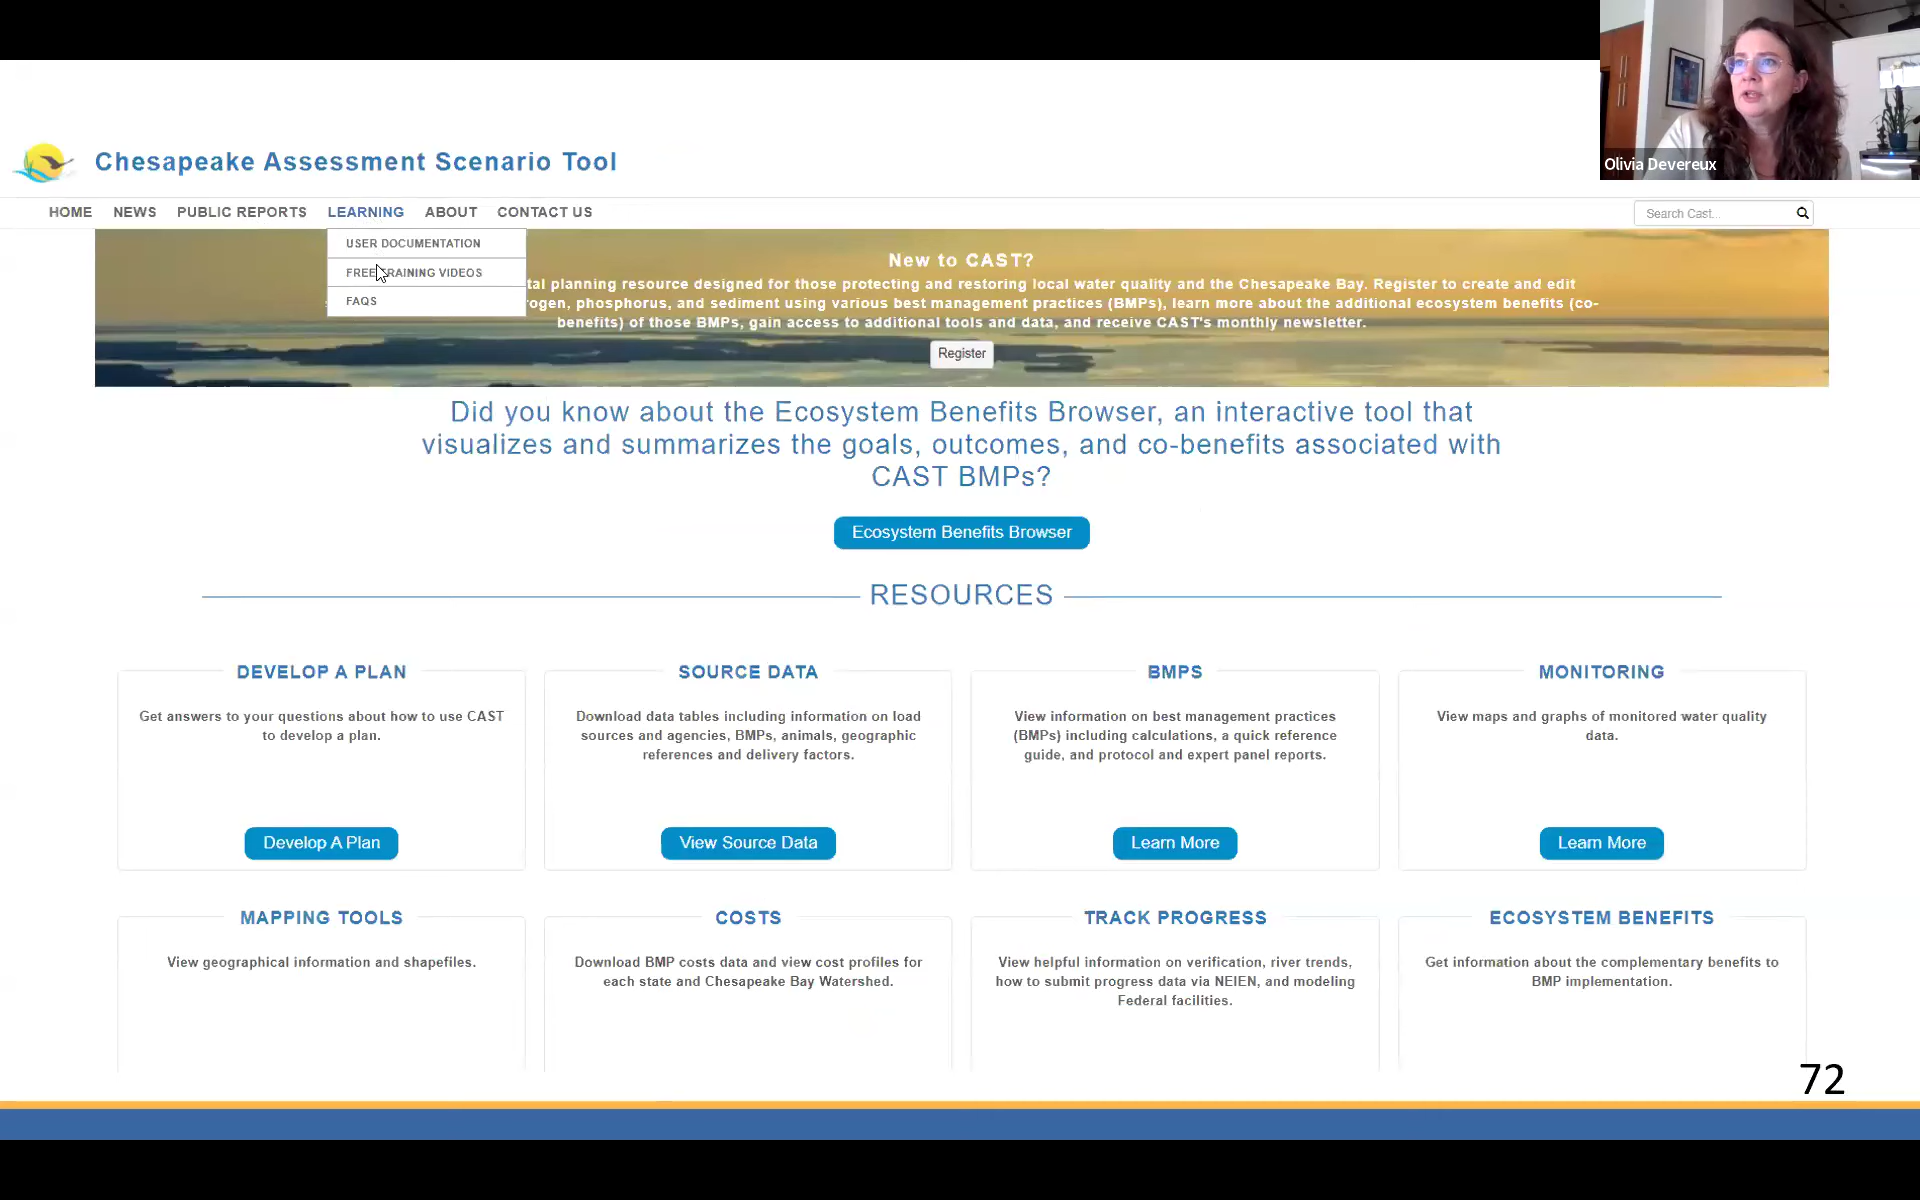 Olivia Devereux
Chesapeake Assessment Scenario Tool
HOME NEWS PUBLIC REPORTS LEARNING ABOUT CONTACT US
Search Cast...
USER DOCUMENTATION
FREE TRAINING VIDEOS
FAQS
New to CAST?
planning resource designed for those protecting and restoring local water quality and the Chesapeake Bay. Register to create and edit
phosphorus, and sediment using various best management practices (BMPs), learn more about the additional ecosystem benefits (co-
benefits) of those BMPs, gain access to additional tools and data, and receive CAST's monthly newsletter.
Register
Did you know about the Ecosystem Benefits Browser, an interactive tool that
visualizes and summarizes the goals, outcomes, and co-benefits associated with
CAST BMPs?
Ecosystem Benefits Browser
RESOURCES
DEVELOP A PLAN
Get answers to your questions about how to use CAST
to develop a plan.
Develop A Plan
SOURCE DATA
Download data tables including information on load
sources and agencies, BMPs, animals, geographic
references and delivery factors.
View Source Data
BMPS
View information on best management practices
(BMPs) including calculations, a quick reference
guide, and protocol and expert panel reports.
Learn More
MONITORING
View maps and graphs of monitored water quality
data.
Learn More
MAPPING TOOLS
View geographical information and shapefiles.
COSTS
Download BMP costs data and view cost profiles for
each state and Chesapeake Bay Watershed.
TRACK PROGRESS
View helpful information on verification, river trends,
how to submit progress data via NEIEN, and modeling
Federal facilities.
ECOSYSTEM BENEFITS
Get information about the complementary benefits to
BMP implementation.
72